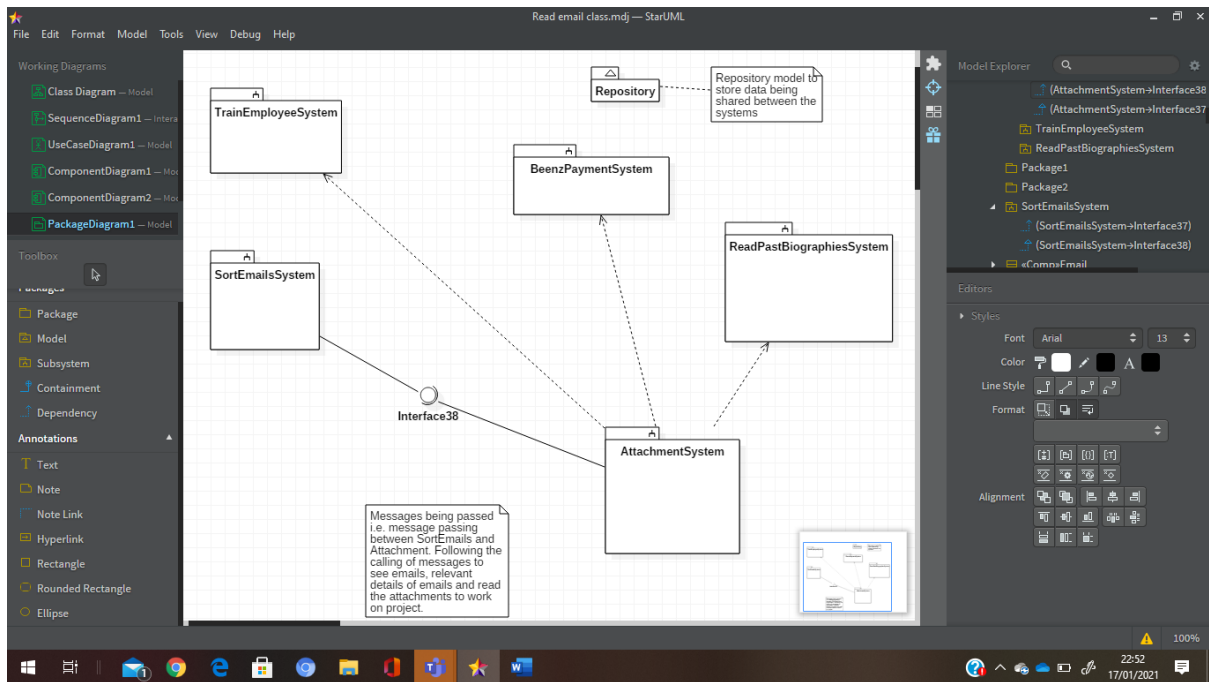 Read email class.mdj — StarUML
File Edit Format Model Tools View Debug Help
Working Diagrams
Class Diagram — Model
SequenceDiagram1 — Intera
UseCaseDiagram1 — Model
ComponentDiagram1 — Mod
ComponentDiagram2 — Mod
PackageDiagram1 — Model
Toolbox
Packages
Package
Model
Subsystem
Containment
Dependency
Annotations
Text
Note
Note Link
Hyperlink
Rectangle
Rounded Rectangle
Ellipse
TrainEmployeeSystem
Repository
Repository model to
store data being
shared between the
systems
BeenzPaymentSystem
ReadPastBiographiesSystem
SortEmailsSystem
Interface38
AttachmentSystem
Messages being passed
i.e. message passing
between SortEmails and
Attachment. Following the
calling of messages to
see emails, relevant
details of emails and read
the attachments to work
on project.
Model Explorer
(AttachmentSystem→Interface38
(AttachmentSystem→Interface37
TrainEmployeeSystem
ReadPastBiographiesSystem
Package1
Package2
SortEmailsSystem
(SortEmailsSystem→Interface37)
(SortEmailsSystem→Interface38)
«Comp»Email
Editors
Styles
Font Arial 13
Color A
Line Style
Format
Alignment
100%
1
22:52
17/01/2021